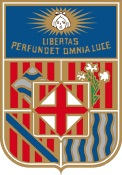 LIBERTAS
PERFUNDET OMNIA LUCE